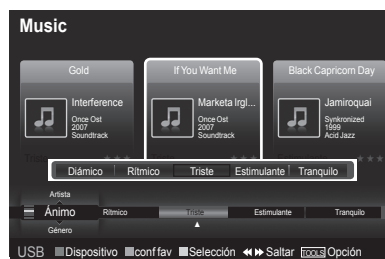 Music
Gold
If You Want Me
Black Capricorn Day
Interference
Once Ost
2007
Soundtrack
Marketa Irgl...
Once Ost
2007
Soundtrack
Jamiroquai
Synkronized
1999
Acid Jazz
Diámico Rítmico Triste Estimulante Tranquilo
Artista
Ánimo Rítmico Triste Estimulante Tranquilo
Género
USB Dispositivo conf fav Selección Saltar TOOLS Opción